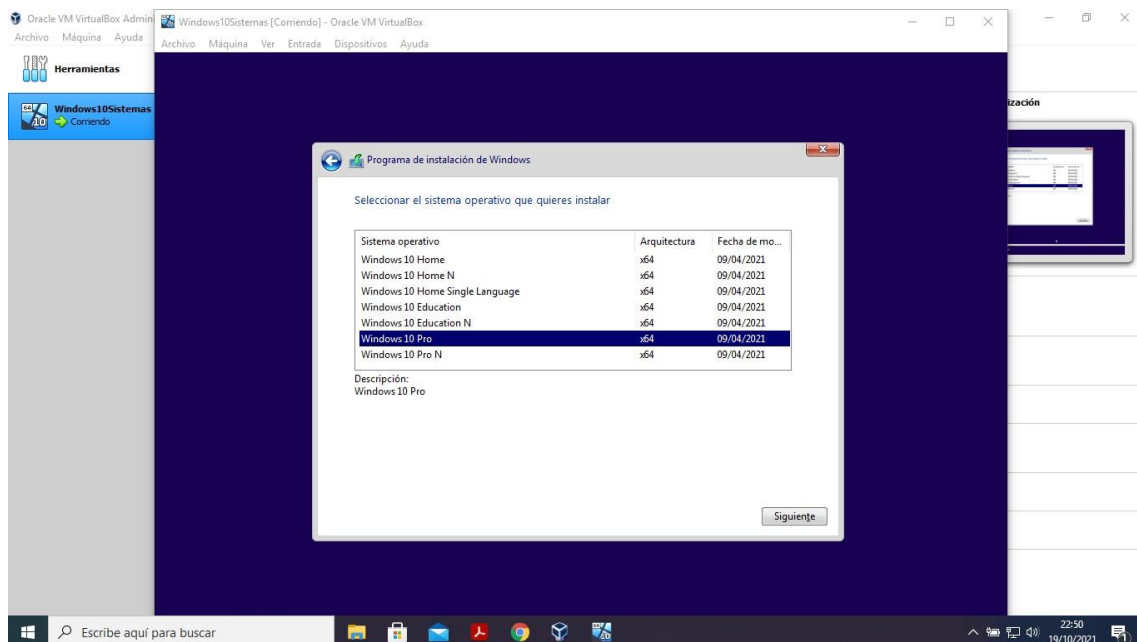 Oracle VM VirtualBox Admin
Archivo Máquina Ayuda
Herramientas
64
10
Windows10Sistemas
Corriendo
Windows10Sistemas [Corriendo] - Oracle VM VirtualBox
Archivo Máquina Ver Entrada Dispositivos Ayuda
ización
Programa de instalación de Windows
Seleccionar el sistema operativo que quieres instalar
Sistema operativo Arquitectura Fecha de mo...
Windows 10 Home x64 09/04/2021
Windows 10 Home N x64 09/04/2021
Windows 10 Home Single Language x64 09/04/2021
Windows 10 Education x64 09/04/2021
Windows 10 Education N x64 09/04/2021
Windows 10 Pro x64 09/04/2021
Windows 10 Pro N x64 09/04/2021
Descripción:
Windows 10 Pro
Siguiente
Escribe aquí para buscar
22:50
19/10/2021